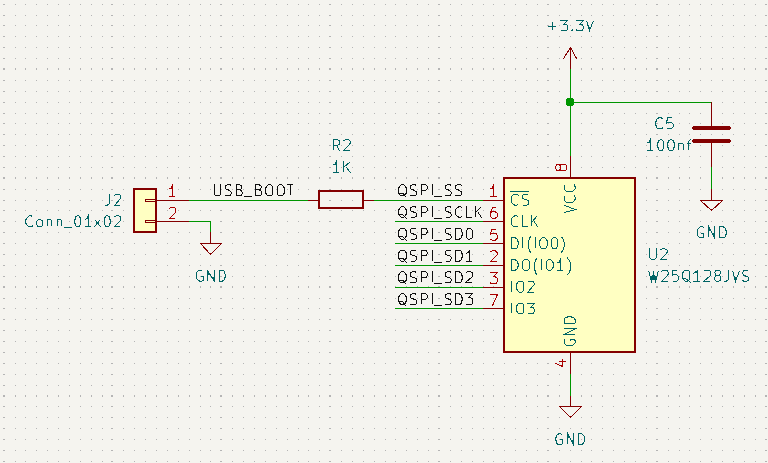 +3.3V
C5
100nf
R2
1K
8
VCC
J2
Conn_01x02
1
2
USB_BOOT
GND
QSPI_SS
1
CS
QSPI_SCLK
6
CLK
QSPI_SD0
5
DI(IO0)
QSPI_SD1
2
DO(IO1)
QSPI_SD2
3
IO2
QSPI_SD3
7
IO3
GND
U2
W25Q128JVS
GND
4
GND